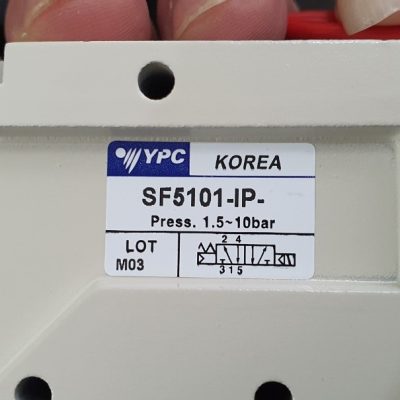 YPC KOREA
SF5101-IP-
Press. 1.5~10bar
LOT
M03
2 4
3 1 5